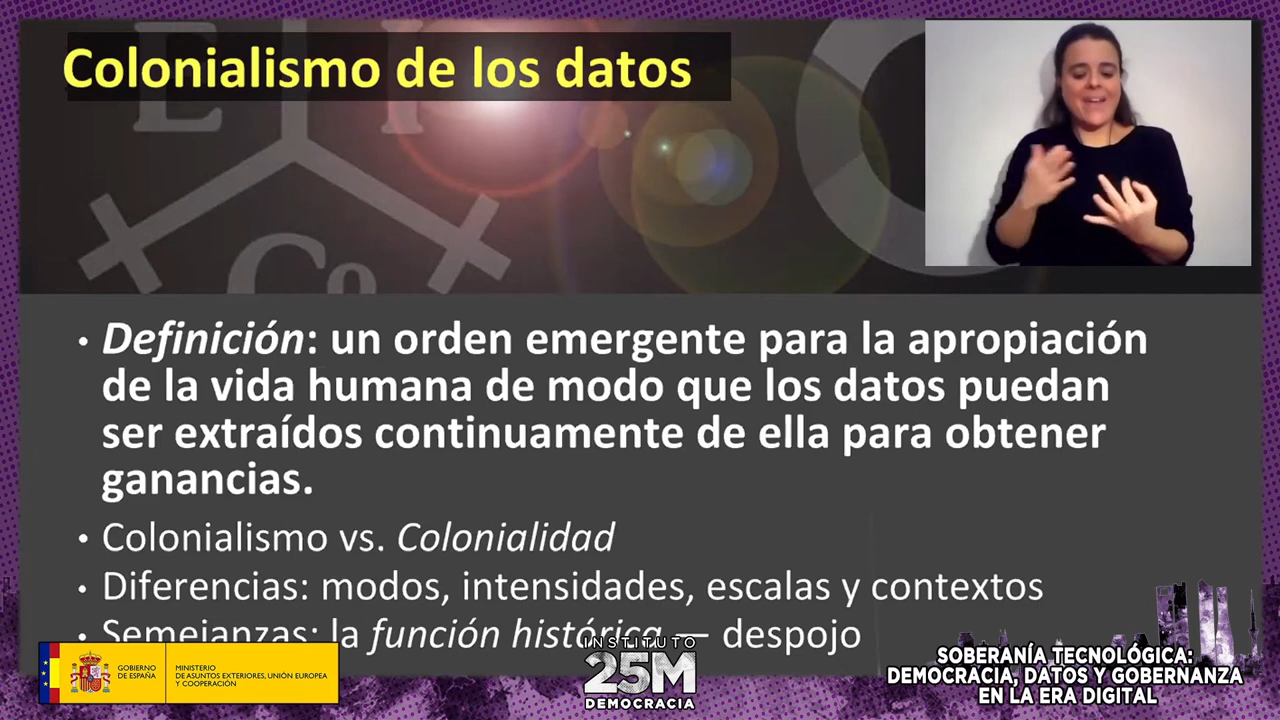 Colonialismo de los datos
E I
Co
• Definición: un orden emergente para la apropiación
de la vida humana de modo que los datos puedan
ser extraídos continuamente de ella para obtener
ganancias.
• Colonialismo vs. Colonialidad
• Diferencias: modos, intensidades, escalas y contextos
• Semejanzas: la función histórica — despojo
GOBIERNO
DE ESPAÑA
MINISTERIO
DE ASUNTOS EXTERIORES, UNIÓN EUROPEA
Y COOPERACIÓN
INSTITUTO
25M
DEMOCRACIA
SOBERANÍA TECNOLÓGICA:
DEMOCRACIA, DATOS Y GOBERNANZA
EN LA ERA DIGITAL